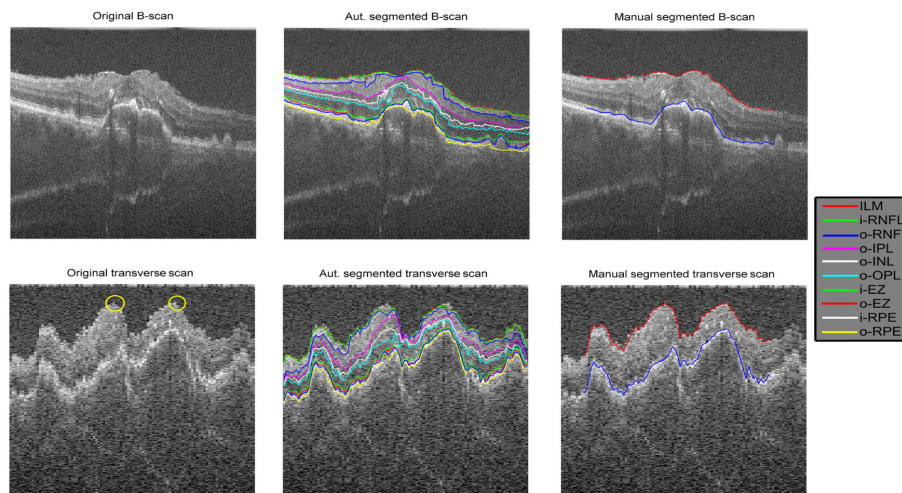 Original B-scan
Aut. segmented B-scan
Manual segmented B-scan
ILM
i-RNFL
o-RNF
o-IPL
o-INL
o-OPL
i-EZ
o-EZ
i-RPE
o-RPE
Original transverse scan
Aut. segmented transverse scan
Manual segmented transverse scan